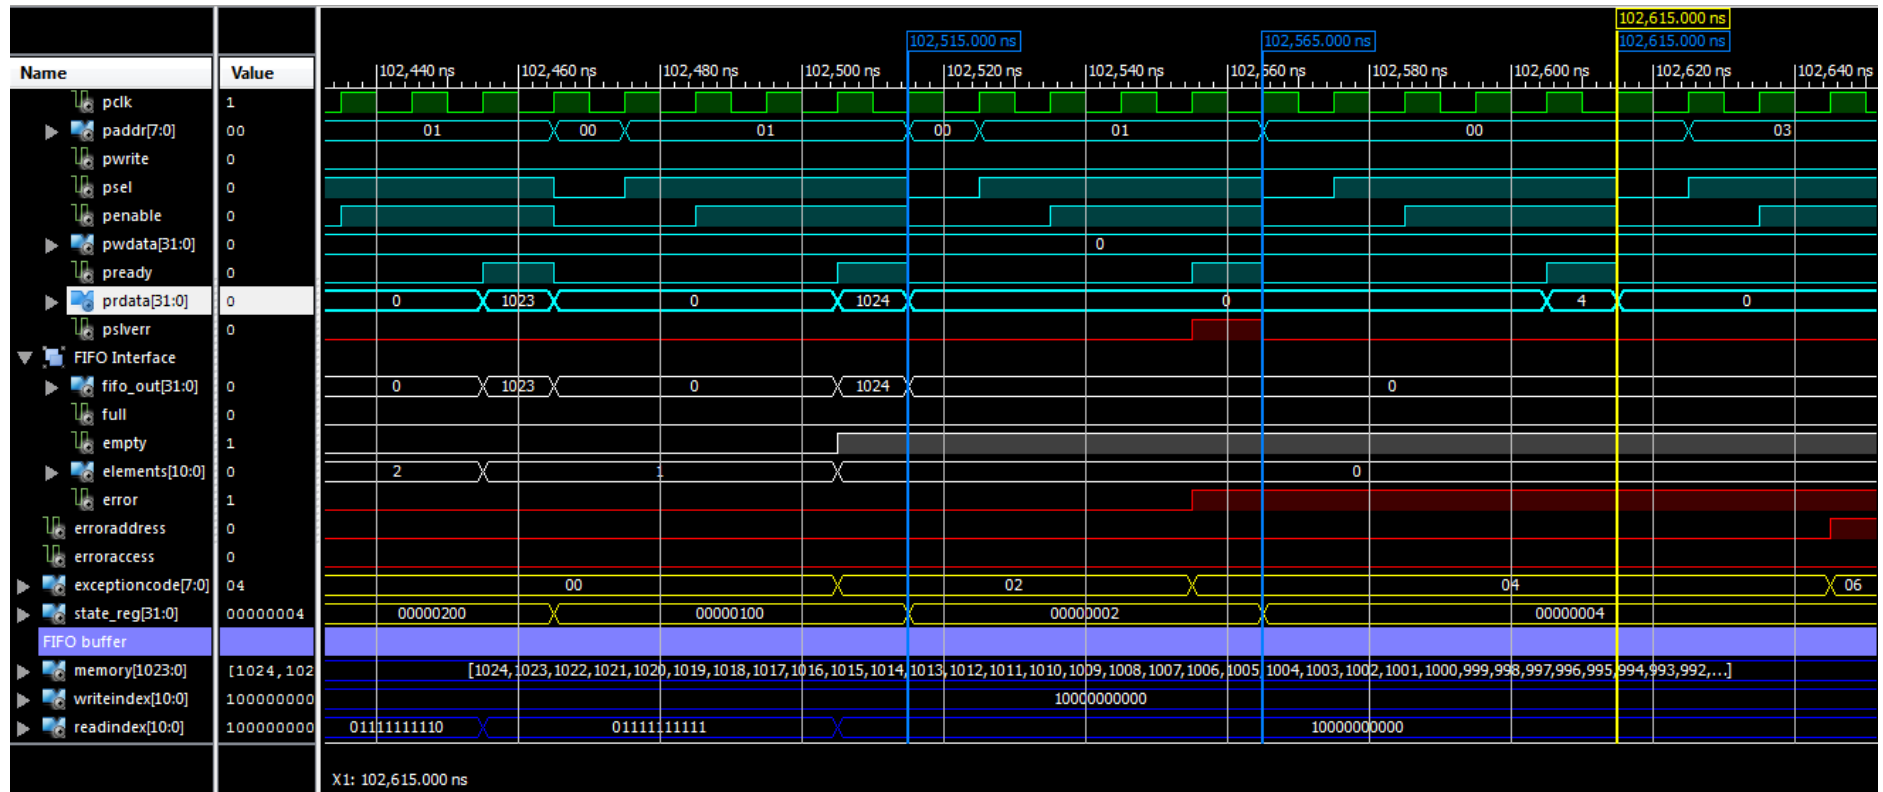 102,615.000 ns
102,515.000 ns 102,565.000 ns 102,615.000 ns
Name Value 102,440 ns 102,460 ns 102,480 ns 102,500 ns 102,520 ns 102,540 ns 102,560 ns 102,580 ns 102,600 ns 102,620 ns 102,640 ns
pclk 1
paddr[7:0] 00 01 00 01 00 01 00 03
pwrite 0
psel 0
penable 0
pwdata[31:0] 0 0
pready 0
prdata[31:0] 0 0 1023 0 1024 0 4 0
pslverr 0
FIFO Interface
fifo_out[31:0] 0 0 1023 0 1024 0
full 0
empty 1
elements[10:0] 0 2 1 0
error 1
erroraddress 0
erroraccess 0
exceptioncode[7:0] 04 00 02 04 06
state_reg[31:0] 00000004 00000200 00000100 00000002 00000004
FIFO buffer
memory[1023:0] [1024,102 [1024,1023,1022,1021,1020,1019,1018,1017,1016,1015,1014,1013,1012,1011,1010,1009,1008,1007,1006,1005,1004,1003,1002,1001,1000,999,998,997,996,995,994,993,992,...]
writeindex[10:0] 100000000 10000000000
readindex[10:0] 100000000 01111111110 01111111111 10000000000
X1: 102,615.000 ns